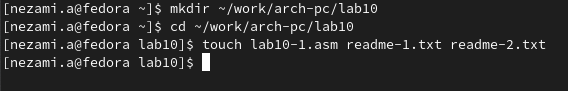 [nezami.a@fedora ~]$ mkdir ~/work/arch-pc/lab10
[nezami.a@fedora ~]$ cd ~/work/arch-pc/lab10
[nezami.a@fedora lab10]$ touch lab10-1.asm readme-1.txt readme-2.txt
[nezami.a@fedora lab10]$